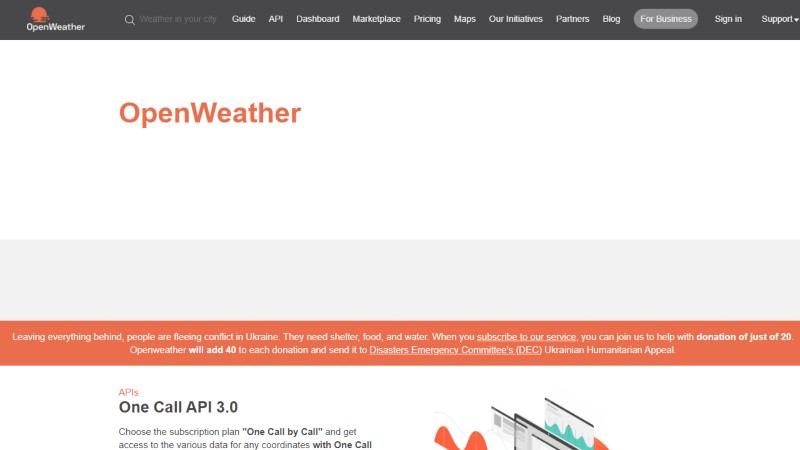 OpenWeather
Weather in your city
Guide
API
Dashboard
Marketplace
Pricing
Maps
Our Initiatives
Partners
Blog
For Business
Sign in
Support
OpenWeather
Leaving everything behind, people are fleeing conflict in Ukraine. They need shelter, food, and water. When you subscribe to our service, you can join us to help with donation of just of 20.
Openweather will add 40 to each donation and send it to Disasters Emergency Committee's (DEC) Ukrainian Humanitarian Appeal.
APIs
One Call API 3.0
Choose the subscription plan "One Call by Call" and get
access to the various data for any coordinates with One Call